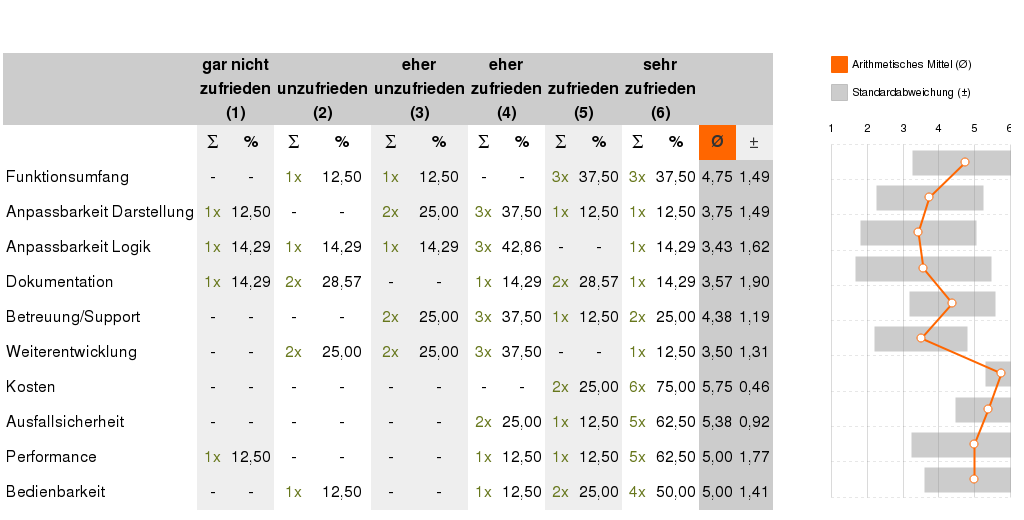 gar nicht eher eher sehr
zufrieden unzufrieden unzufrieden zufrieden zufrieden zufrieden
(1) (2) (3) (4) (5) (6)
Σ % Σ % Σ % Σ % Σ % Σ % Ø ±
Funktionsumfang - - 1x 12,50 1x 12,50 - - 3x 37,50 3x 37,50 4,75 1,49
Anpassbarkeit Darstellung 1x 12,50 - - 2x 25,00 3x 37,50 1x 12,50 1x 12,50 3,75 1,49
Anpassbarkeit Logik 1x 14,29 1x 14,29 1x 14,29 3x 42,86 - - 1x 14,29 3,43 1,62
Dokumentation 1x 14,29 2x 28,57 - - 1x 14,29 2x 28,57 1x 14,29 3,57 1,90
Betreuung/Support - - - - 2x 25,00 3x 37,50 1x 12,50 2x 25,00 4,38 1,19
Weiterentwicklung - - 2x 25,00 2x 25,00 3x 37,50 - - 1x 12,50 3,50 1,31
Kosten - - - - - - - - 2x 25,00 6x 75,00 5,75 0,46
Ausfallsicherheit - - - - - - 2x 25,00 1x 12,50 5x 62,50 5,38 0,92
Performance 1x 12,50 - - - - 1x 12,50 1x 12,50 5x 62,50 5,00 1,77
Bedienbarkeit - - 1x 12,50 - - 1x 12,50 2x 25,00 4x 50,00 5,00 1,41
Arithmetisches Mittel (Ø)
Standardabweichung (±)
1 2 3 4 5 6